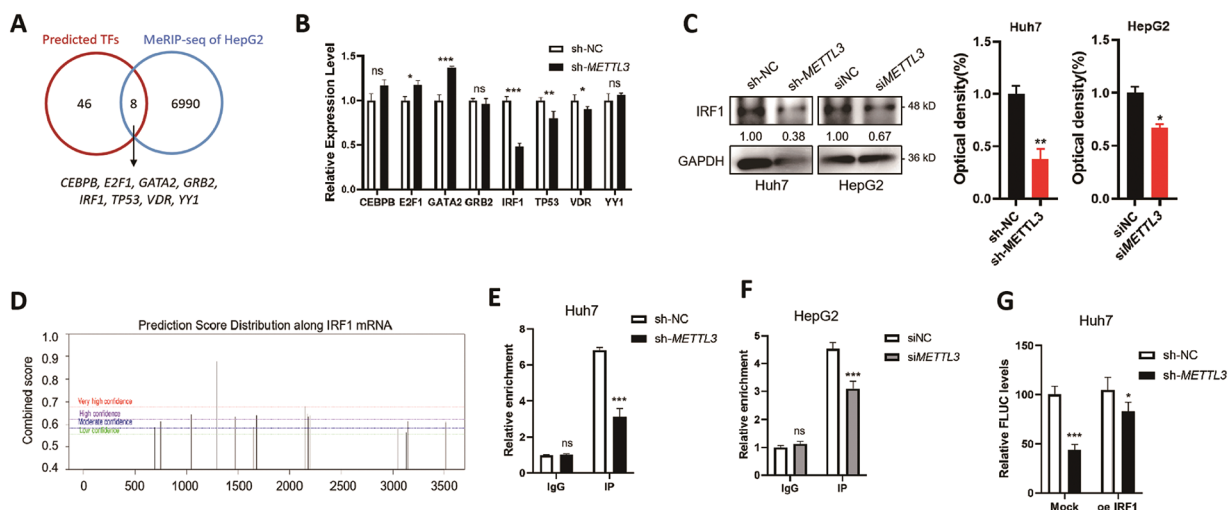 A
Predicted TFs
MeRIP-seq of HepG2
46
8
6990
CEBPB, E2F1, GATA2, GRB2,
IRF1, TP53, VDR, YY1
B
sh-NC
sh-METTL3
Relative Expression Level
1.5
1.0
0.5
0.0
ns
*
***
ns
***
**
*
ns
CEBPB E2F1 GATA2 GRB2 IRF1 TP53 VDR YY1
C
sh-NC
sh-METTL3
siNC
siMETTL3
IRF1
48 kD
1.00 0.38 1.00 0.67
GAPDH
36 kD
Huh7 HepG2
Huh7
Optical density(%)
1.5
1.0
0.5
0.0
**
sh-NC
sh-METTL3
HepG2
Optical density(%)
1.5
1.0
0.5
0.0
*
siNC
siMETTL3
D
Prediction Score Distribution along IRF1 mRNA
Combined score
1.0
0.9
0.8
0.7
0.6
0.5
0.4
Very high confidence
High confidence
Moderate confidence
Low confidence
0 500 1000 1500 2000 2500 3000 3500
E
Huh7
sh-NC
sh-METTL3
Relative enrichment
8
6
4
2
0
ns
***
IgG IP
F
HepG2
siNC
siMETTL3
Relative enrichment
5
4
3
2
1
0
ns
***
IgG IP
G
Huh7
sh-NC
sh-METTL3
Relative FLUC levels
150
100
50
0
***
*
Mock oe IRF1